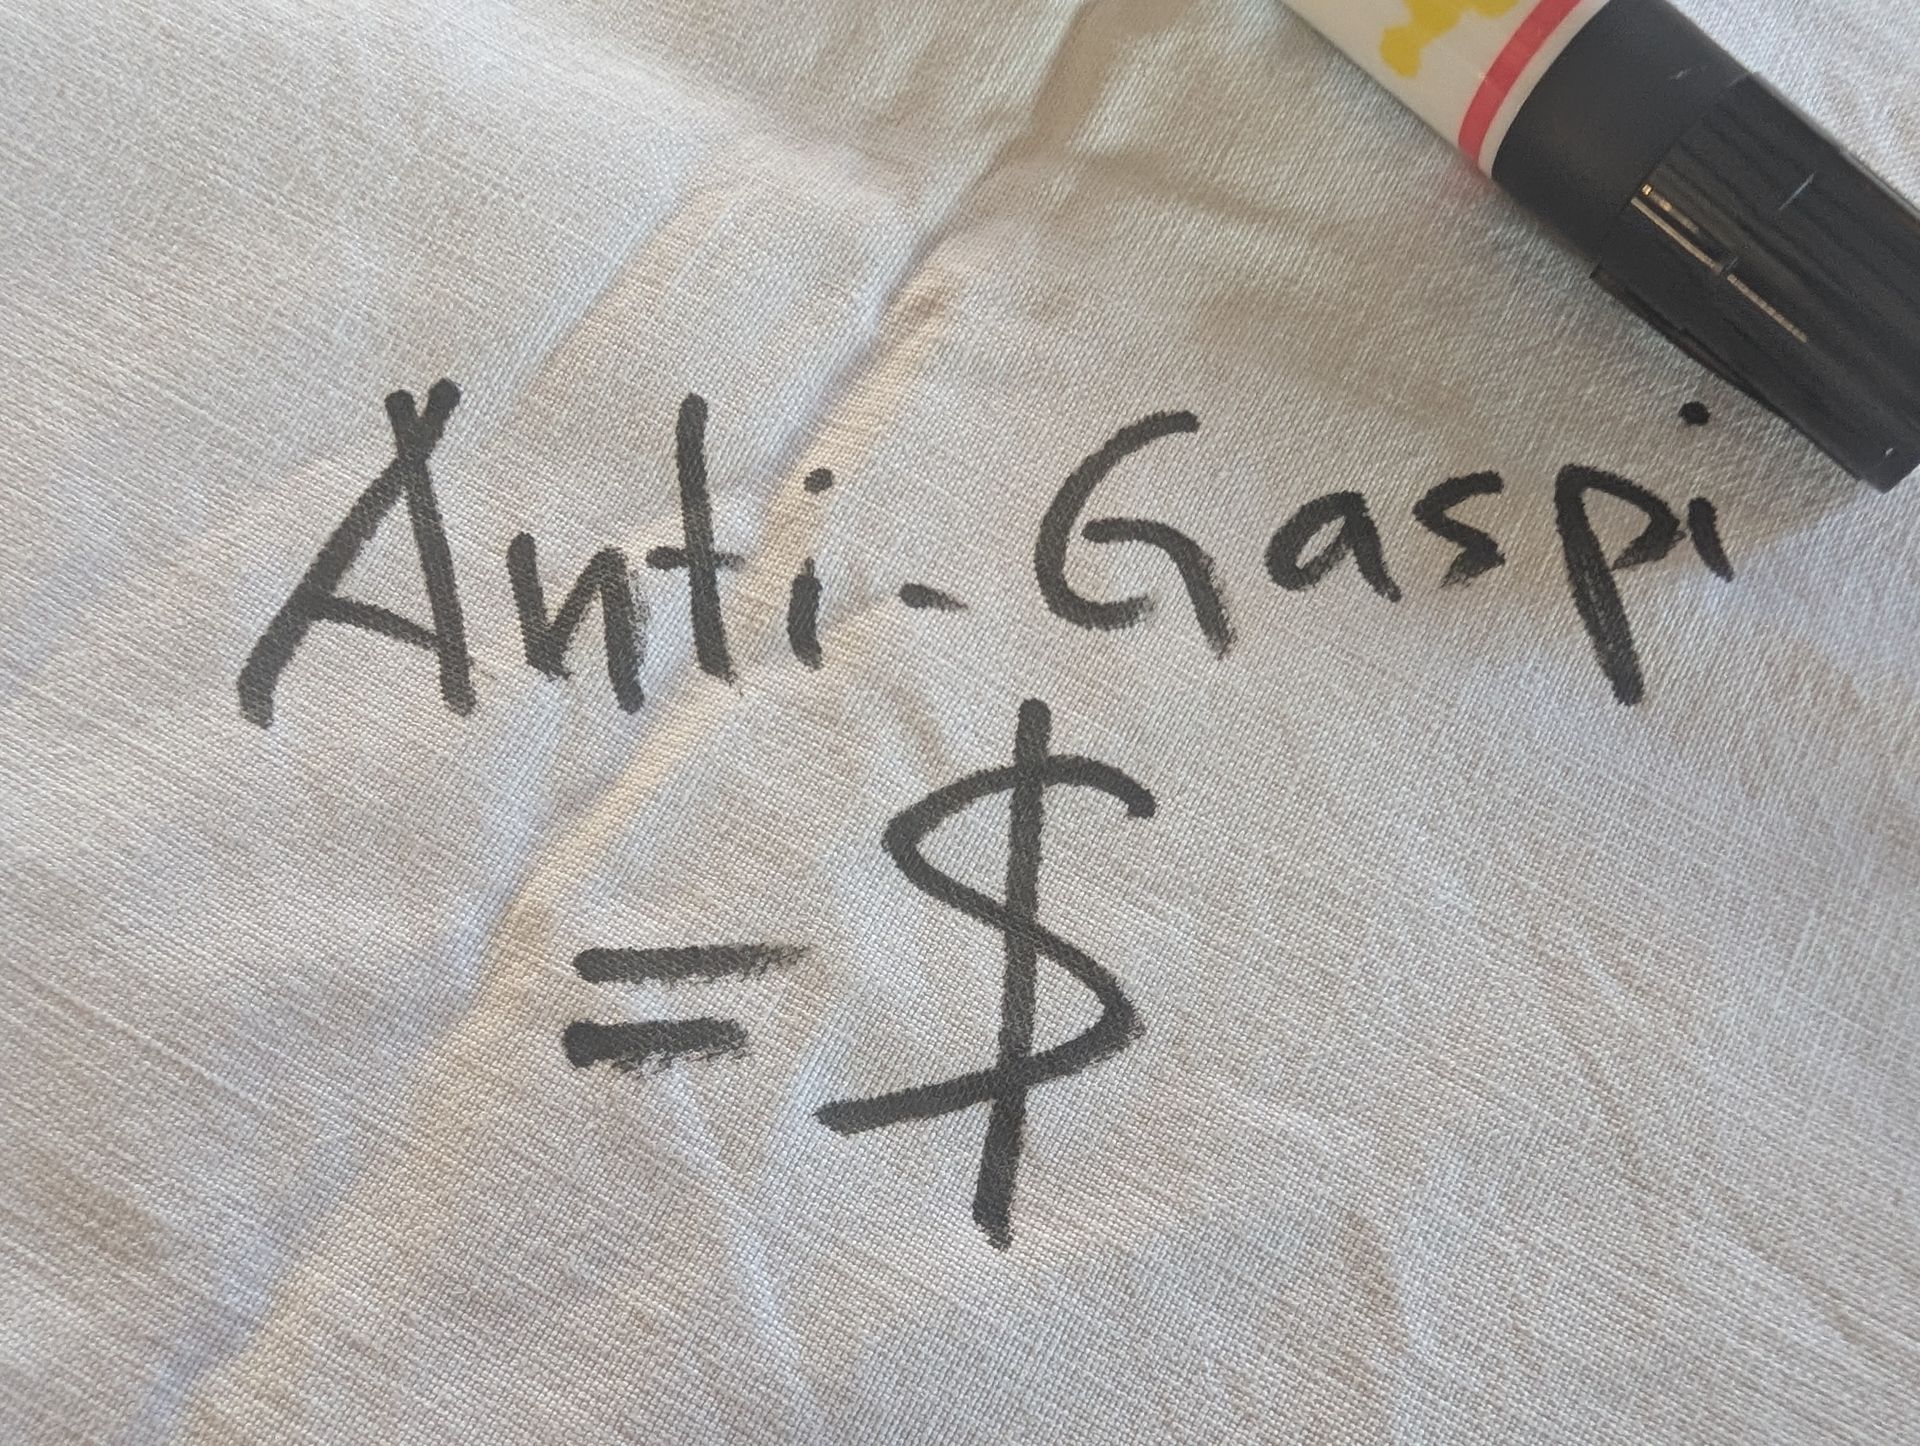 Anti-Gaspi
= $